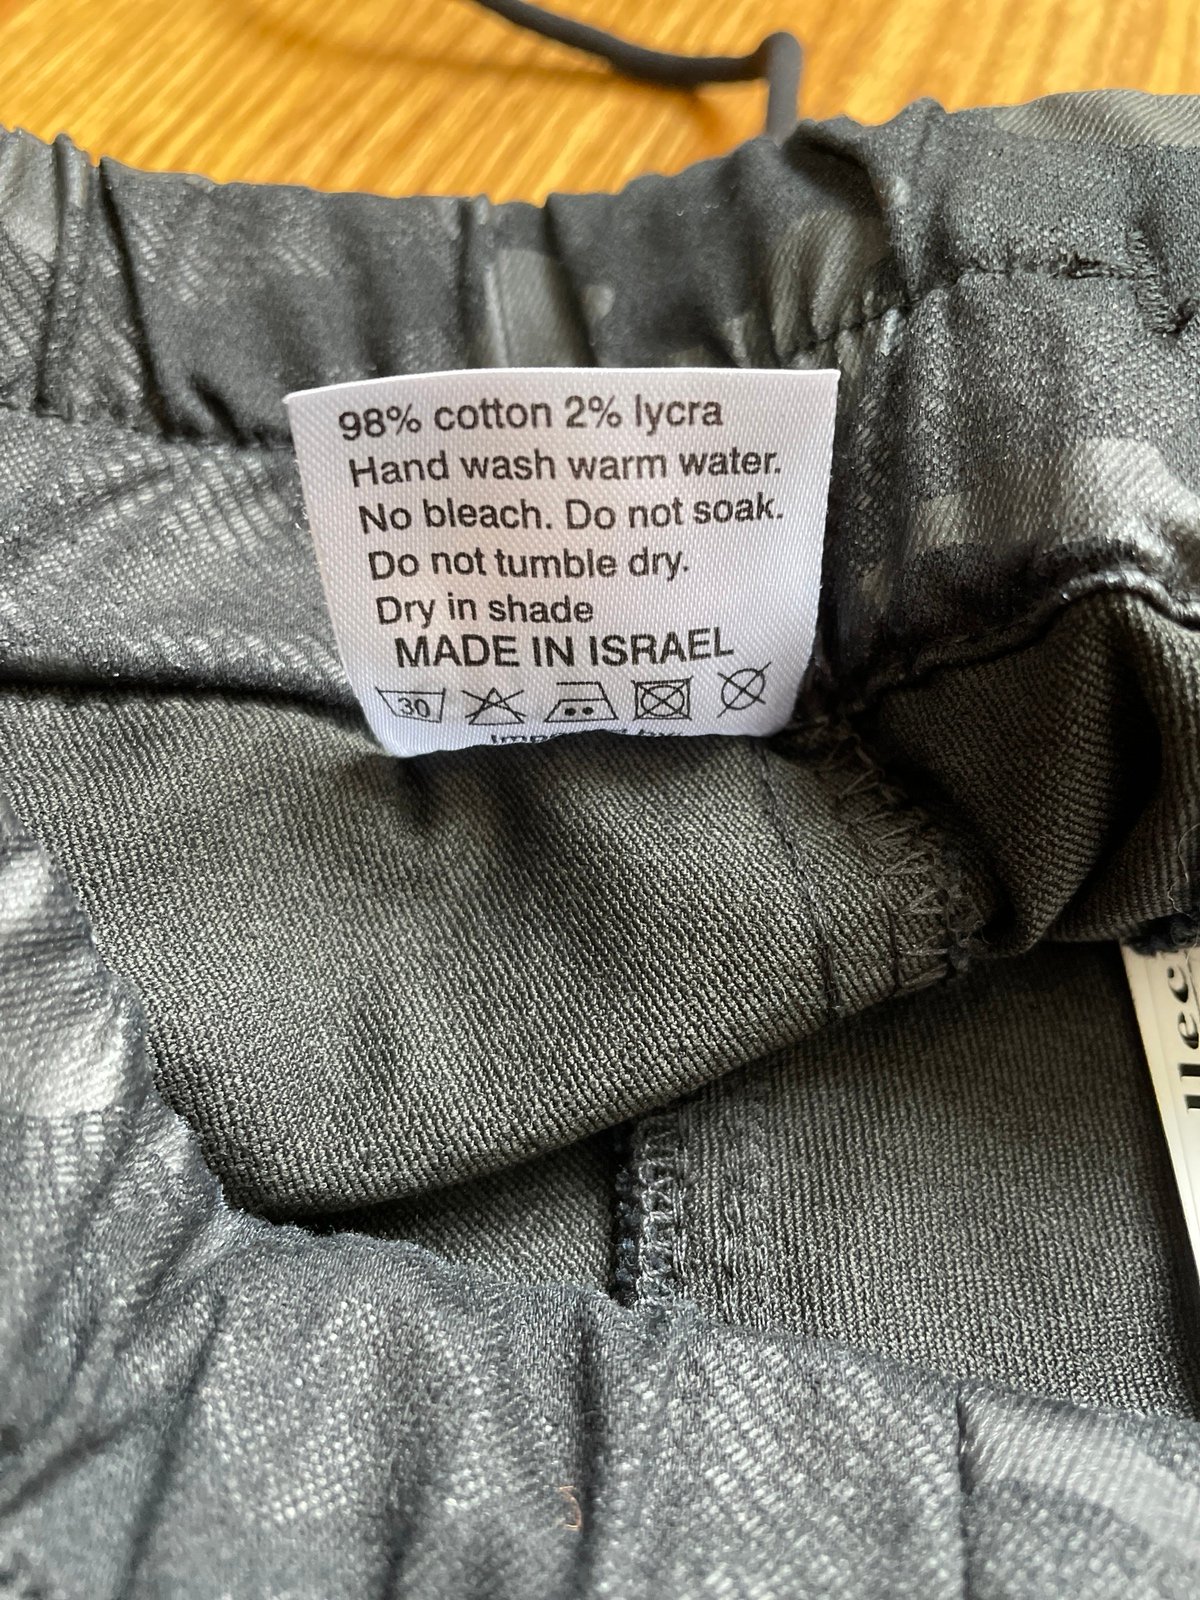 98% cotton 2% lycra
Hand wash warm water.
No bleach. Do not soak.
Do not tumble dry.
Dry in shade
MADE IN ISRAEL
30